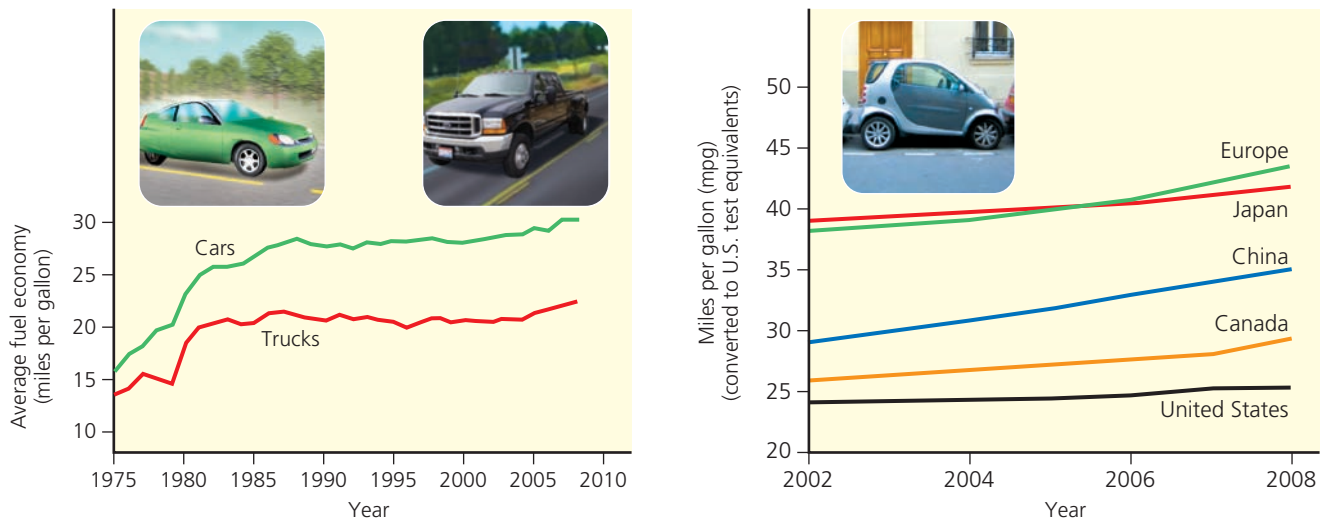 Average fuel economy
(miles per gallon)
30
25
20
15
10
Cars
Trucks
1975 1980 1985 1990 1995 2000 2005 2010
Year
Miles per gallon (mpg)
(converted to U.S. test equivalents)
50
45
40
35
30
25
20
Europe
Japan
China
Canada
United States
2002 2004 2006 2008
Year